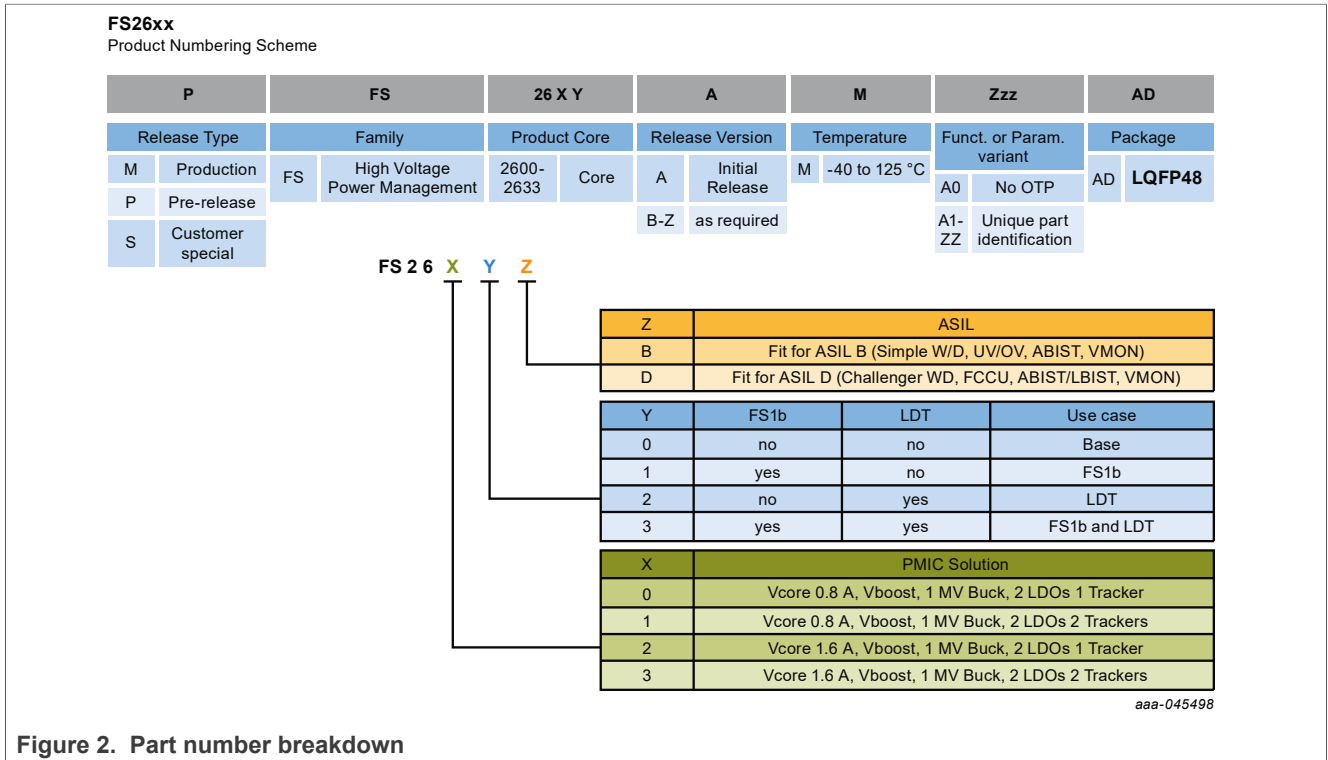 FS26xx
Product Numbering Scheme
P FS 26 X Y A M Zzz AD
Release Type Family Product Core Release Version Temperature Funct. or Param. variant Package
M Production FS High Voltage Power Management 2600-2633 Core A Initial Release M -40 to 125 °C A0 No OTP AD LQFP48
P Pre-release B-Z as required A1-ZZ Unique part identification
S Customer special
FS 2 6 X Y Z
Z ASIL
B Fit for ASIL B (Simple W/D, UV/OV, ABIST, VMON)
D Fit for ASIL D (Challenger WD, FCCU, ABIST/LBIST, VMON)
Y FS1b LDT Use case
0 no no Base
1 yes no FS1b
2 no yes LDT
3 yes yes FS1b and LDT
X PMIC Solution
0 Vcore 0.8 A, Vboost, 1 MV Buck, 2 LDOs 1 Tracker
1 Vcore 0.8 A, Vboost, 1 MV Buck, 2 LDOs 2 Trackers
2 Vcore 1.6 A, Vboost, 1 MV Buck, 2 LDOs 1 Tracker
3 Vcore 1.6 A, Vboost, 1 MV Buck, 2 LDOs 2 Trackers
aaa-045498
Figure 2. Part number breakdown